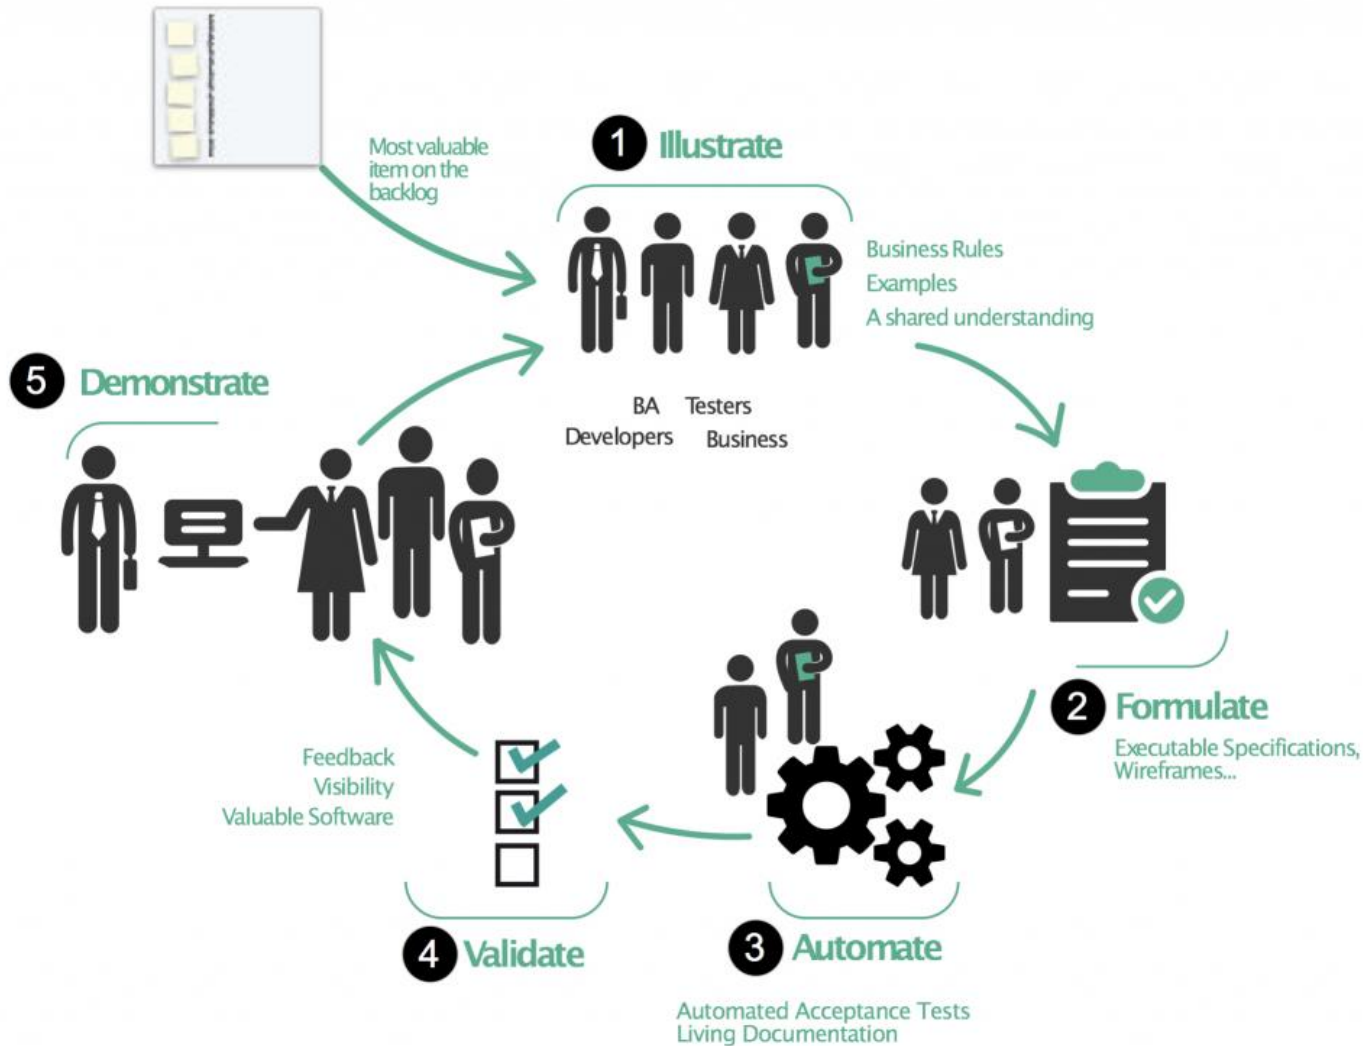 Most valuable
item on the
backlog
1 Illustrate
Business Rules
Examples
A shared understanding
BA Testers
Developers Business
5 Demonstrate
2 Formulate
Executable Specifications,
Wireframes...
Feedback
Visibility
Valuable Software
4 Validate
3 Automate
Automated Acceptance Tests
Living Documentation